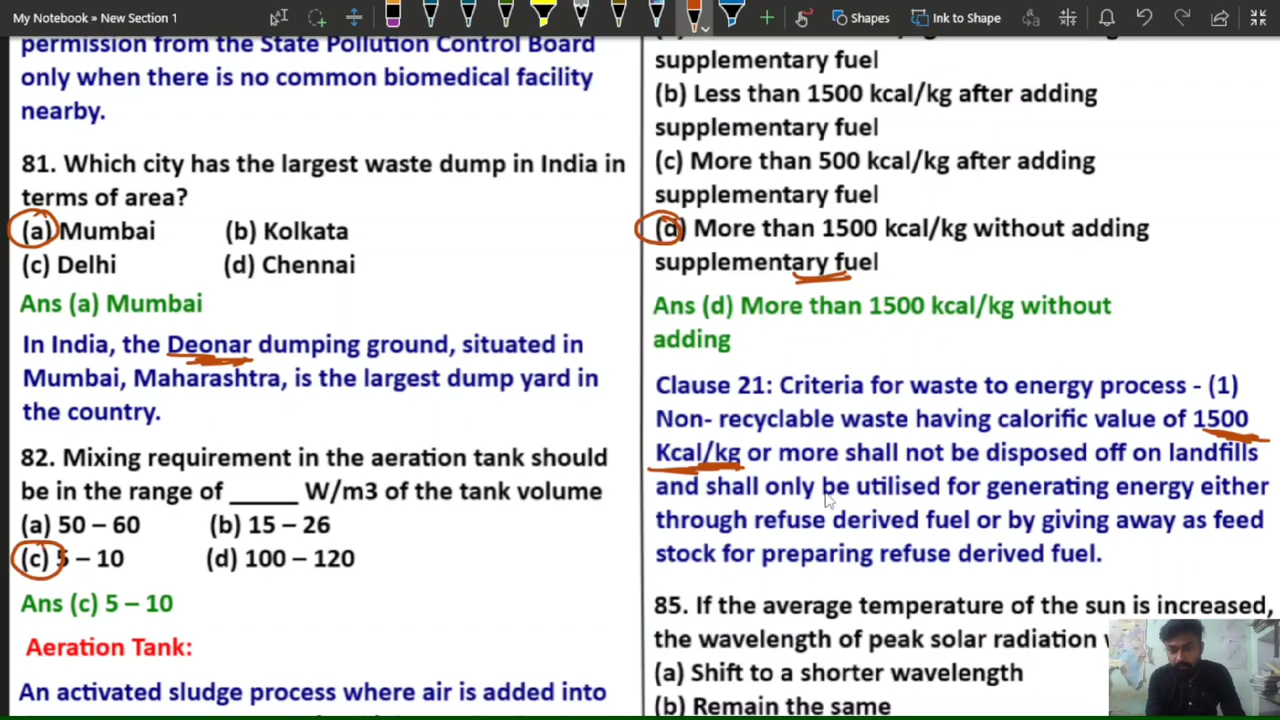 My Notebook » New Section 1
Shapes
Ink to Shape
permission from the State Pollution Control Board
only when there is no common biomedical facility
nearby.
81. Which city has the largest waste dump in India in
terms of area?
(a) Mumbai (b) Kolkata
(c) Delhi (d) Chennai
Ans (a) Mumbai
In India, the Deonar dumping ground, situated in
Mumbai, Maharashtra, is the largest dump yard in
the country.
82. Mixing requirement in the aeration tank should
be in the range of _____ W/m3 of the tank volume
(a) 50 – 60 (b) 15 – 26
(c) 5 – 10 (d) 100 – 120
Ans (c) 5 – 10
Aeration Tank:
An activated sludge process where air is added into
supplementary fuel
(b) Less than 1500 kcal/kg after adding
supplementary fuel
(c) More than 500 kcal/kg after adding
supplementary fuel
(d) More than 1500 kcal/kg without adding
supplementary fuel
Ans (d) More than 1500 kcal/kg without
adding
Clause 21: Criteria for waste to energy process - (1)
Non- recyclable waste having calorific value of 1500
Kcal/kg or more shall not be disposed off on landfills
and shall only be utilised for generating energy either
through refuse derived fuel or by giving away as feed
stock for preparing refuse derived fuel.
85. If the average temperature of the sun is increased,
the wavelength of peak solar radiation
(a) Shift to a shorter wavelength
(b) Remain the same